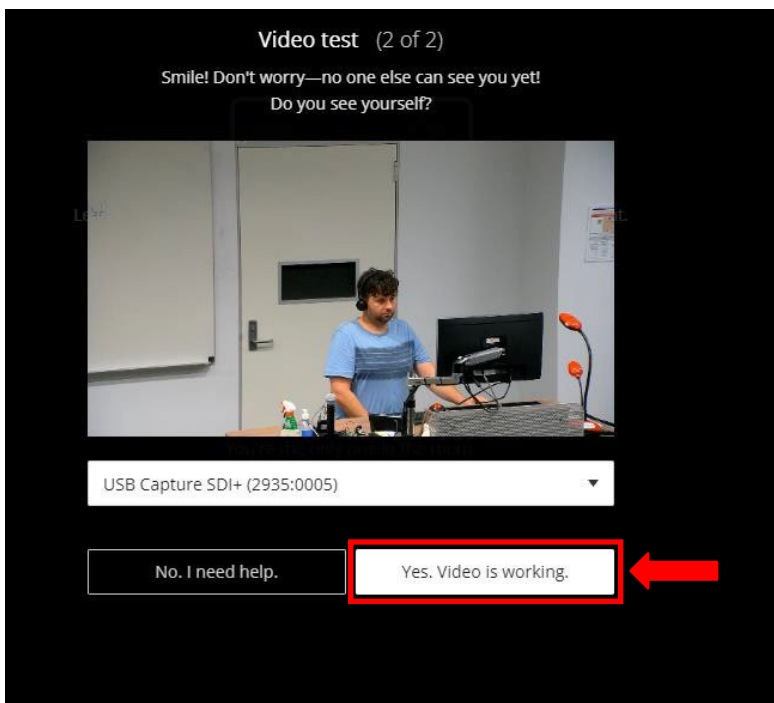 Video test (2 of 2)
Smile! Don't worry—no one else can see you yet!
Do you see yourself?
USB Capture SDI+ (2935:0005)
No. I need help.
Yes. Video is working.